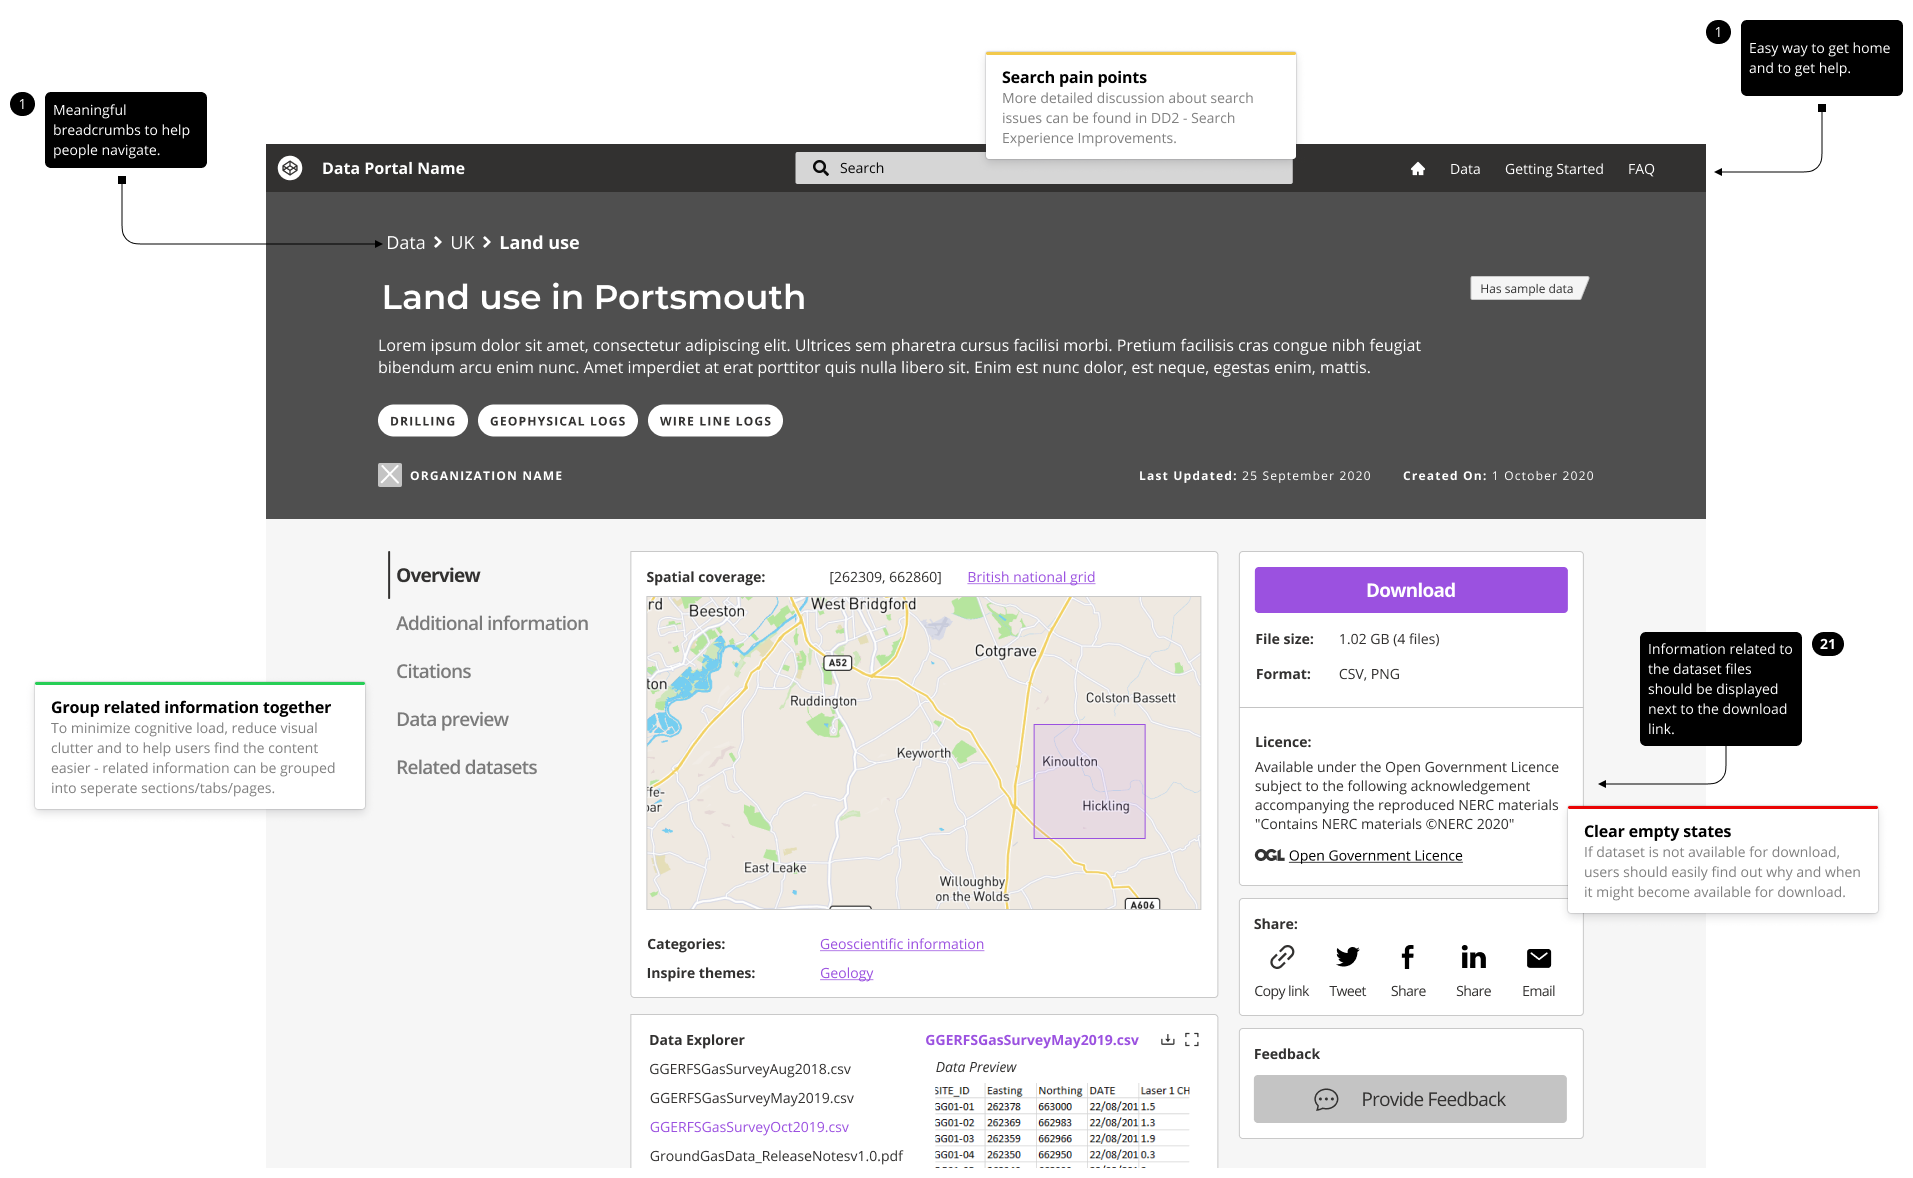 1
Easy way to get home
and to get help.
Search pain points
More detailed discussion about search
issues can be found in DD2 - Search
Experience Improvements.
1
Meaningful
breadcrumbs to help
people navigate.
Data Portal Name
Search
Data
Getting Started
FAQ
Data > UK > Land use
Land use in Portsmouth
Has sample data
Lorem ipsum dolor sit amet, consectetur adipiscing elit. Ultrices sem pharetra cursus facilisi morbi. Pretium facilisis cras congue nibh feugiat
bibendum arcu enim nunc. Amet imperdiet at erat porttitor quis nulla libero sit. Enim est nunc dolor, est neque, egestas enim, mattis.
DRILLING
GEOPHYSICAL LOGS
WIRE LINE LOGS
ORGANIZATION NAME
Last Updated: 25 September 2020
Created On: 1 October 2020
Overview
Additional information
Citations
Data preview
Related datasets
Group related information together
To minimize cognitive load, reduce visual
clutter and to help users find the content
easier - related information can be grouped
into seperate sections/tabs/pages.
Spatial coverage: [262309, 662860] British national grid
rd
Beeston
West Bridgford
Cotgrave
A52
ton
Ruddington
Colston Bassett
Keyworth
Kinoulton
ffe-
oar
Hickling
East Leake
Willoughby
on the Wolds
A606
Categories: Geoscientific information
Inspire themes: Geology
Data Explorer
GGERFSGasSurveyAug2018.csv
GGERFSGasSurveyMay2019.csv
GGERFSGasSurveyOct2019.csv
GroundGasData_ReleaseNotesv1.0.pdf
GGERFSGasSurveyMay2019.csv
Data Preview
SITE_ID Easting Northing DATE Laser 1 CH
GG01-01 262378 663000 22/08/201 1.5
GG01-02 262369 662983 22/08/201 1.3
GG01-03 262359 662966 22/08/201 1.9
GG01-04 262350 662950 22/08/201 0.3
Download
File size: 1.02 GB (4 files)
Format: CSV, PNG
Licence:
Available under the Open Government Licence
subject to the following acknowledgement
accompanying the reproduced NERC materials
"Contains NERC materials ©NERC 2020"
OGL Open Government Licence
21
Information related to
the dataset files
should be displayed
next to the download
link.
Clear empty states
If dataset is not available for download,
users should easily find out why and when
it might become available for download.
Share:
Copy link
Tweet
Share
Share
Email
Feedback
Provide Feedback